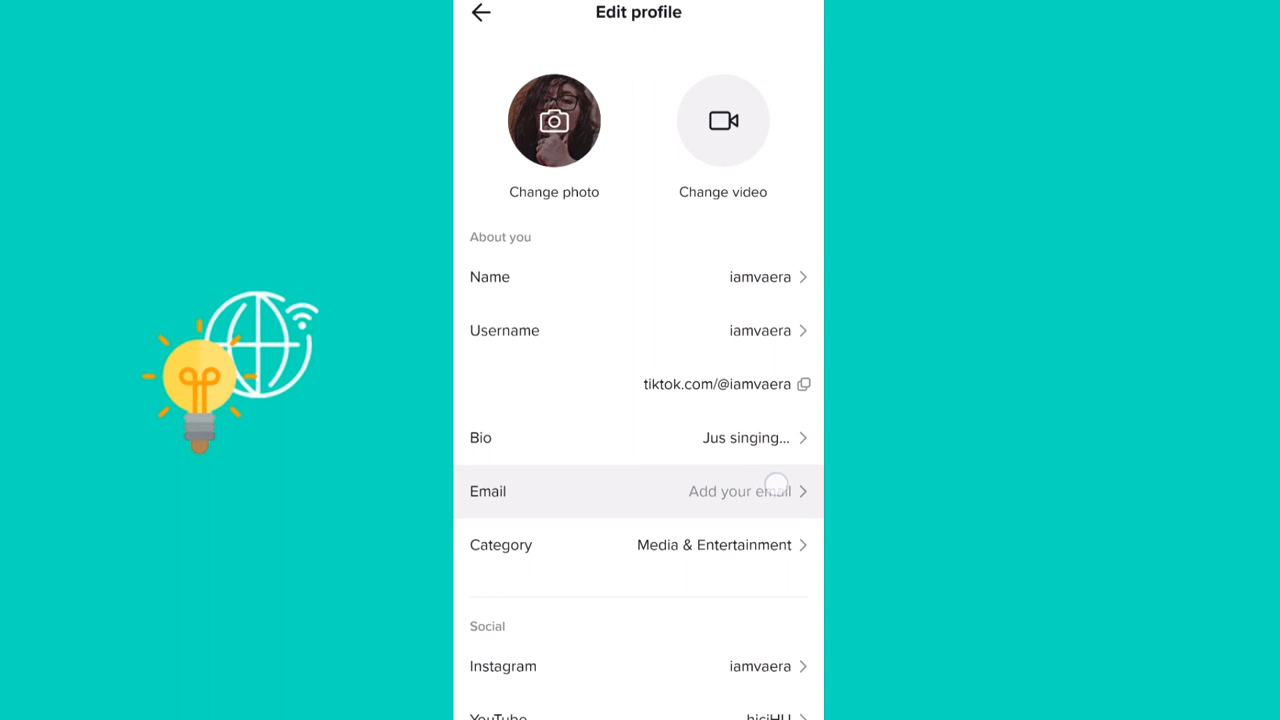 Edit profile
Change photo Change video
About you
Name iamvaera
Username iamvaera
tiktok.com/@iamvaera
Bio Jus singing...
Email Add your email
Category Media & Entertainment
Social
Instagram iamvaera
YouTube